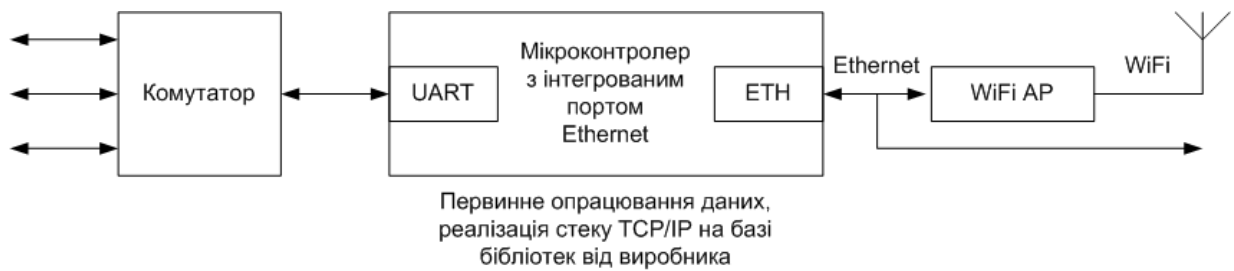 Комутатор
UART
Мікроконтролер
з інтегрованим
портом
Ethernet
ETH
Ethernet
WiFi AP
WiFi
Первинне опрацювання даних,
реалізація стеку TCP/IP на базі
бібліотек від виробника